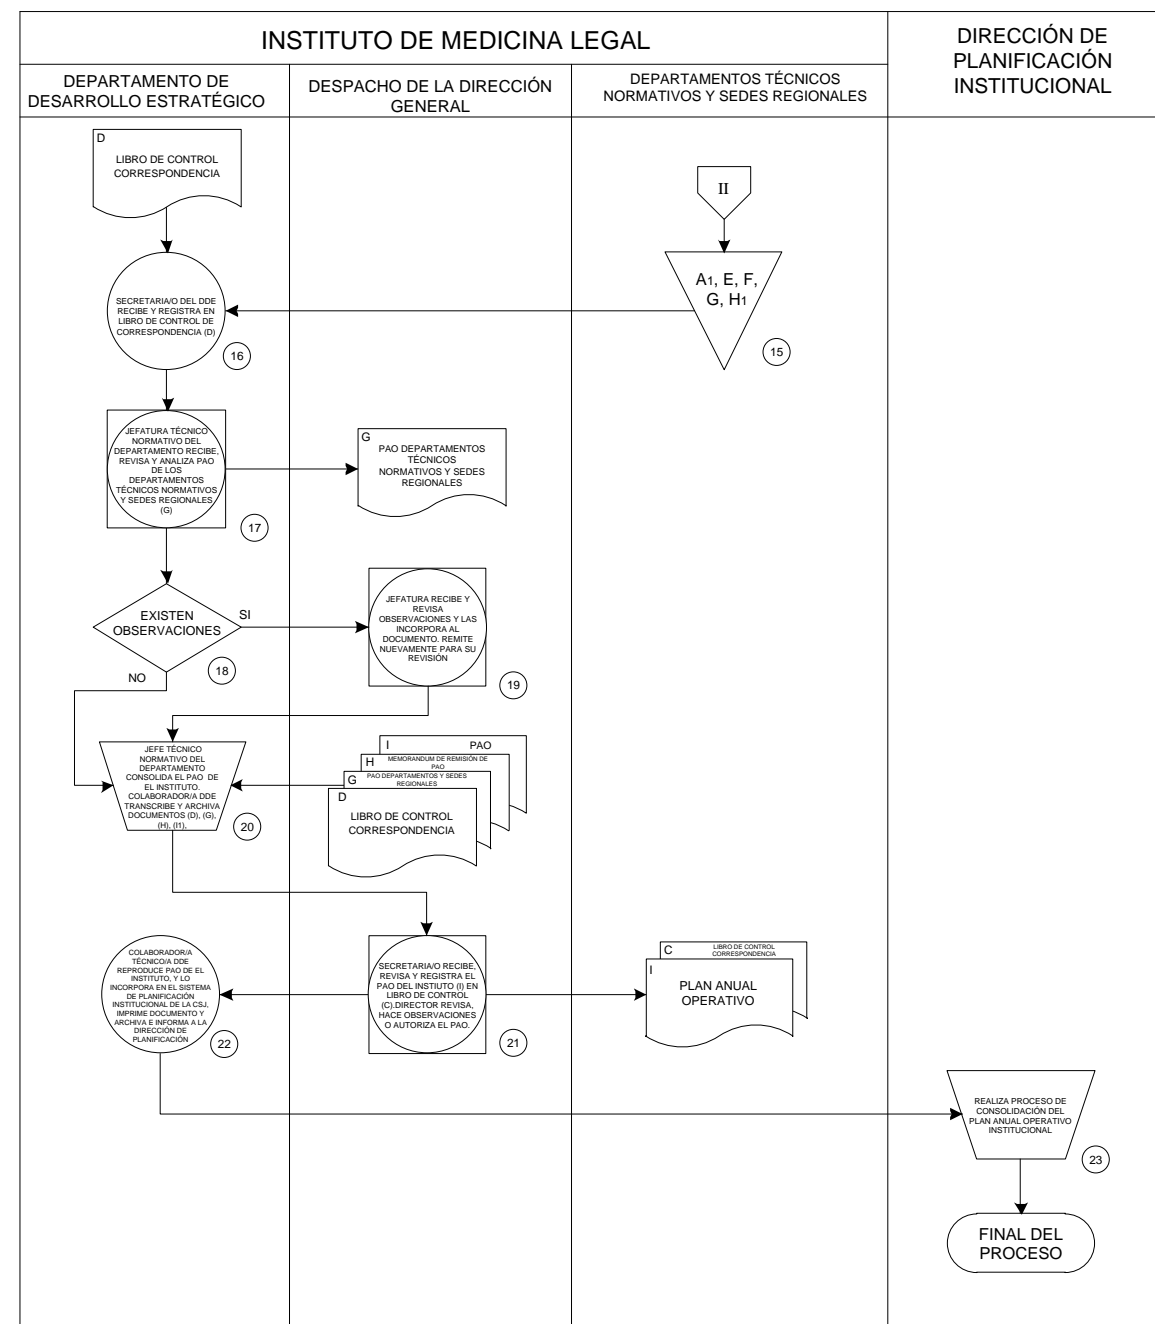 INSTITUTO DE MEDICINA LEGAL
DIRECCIÓN DE
PLANIFICACIÓN
INSTITUCIONAL
DEPARTAMENTO DE
DESARROLLO ESTRATÉGICO
DESPACHO DE LA DIRECCIÓN
GENERAL
DEPARTAMENTOS TÉCNICOS
NORMATIVOS Y SEDES REGIONALES
D
LIBRO DE CONTROL
CORRESPONDENCIA
II
A1, E, F,
G, H1
15
SECRETARIA/O DEL DDE
RECIBE Y REGISTRA EN
LIBRO DE CONTROL DE
CORRESPONDENCIA (D)
16
JEFATURA TÉCNICO
NORMATIVO DEL
DEPARTAMENTO RECIBE,
REVISA Y ANALIZA PAO
DE LOS
DEPARTAMENTOS
TÉCNICOS NORMATIVOS
Y SEDES REGIONALES
(G)
17
G
PAO DEPARTAMENTOS
TÉCNICOS
NORMATIVOS Y SEDES
REGIONALES
EXISTEN
OBSERVACIONES
SI
NO
18
JEFATURA RECIBE Y
REVISA
OBSERVACIONES Y LAS
INCORPORA AL
DOCUMENTO. REMITE
NUEVAMENTE PARA SU
REVISIÓN
19
JEFE TÉCNICO
NORMATIVO DEL
DEPARTAMENTO
CONSOLIDA EL PAO DE
EL INSTITUTO.
COLABORADOR/A DDE
TRANSCRIBE Y ARCHIVA
DOCUMENTOS (D), (G),
(H), (I1),
20
I PAO
H MEMORANDUM DE REMISIÓN DE
PAO
G PAO DEPARTAMENTOS Y SEDES
REGIONALES
D
LIBRO DE CONTROL
CORRESPONDENCIA
COLABORADOR/A
TÉCNICO/A DDE
REPRODUCE PAO DE EL
INSTITUTO, Y LO
INCORPORA EN EL SISTEMA
DE PLANIFICACIÓN
INSTITUCIONAL DE LA CSJ,
IMPRIME DOCUMENTO Y
ARCHIVA E INFORMA A LA
DIRECCIÓN DE
PLANIFICACIÓN
22
SECRETARIA/O RECIBE,
REVISA Y REGISTRA EL
PAO DEL INSTIUTO (I) EN
LIBRO DE CONTROL
(C).DIRECTOR REVISA,
HACE OBSERVACIONES
O AUTORIZA EL PAO.
21
C LIBRO DE CONTROL
CORRESPONDENCIA
I
PLAN ANUAL
OPERATIVO
REALIZA PROCESO DE
CONSOLIDACIÓN DEL
PLAN ANUAL OPERATIVO
INSTITUCIONAL
23
FINAL DEL
PROCESO